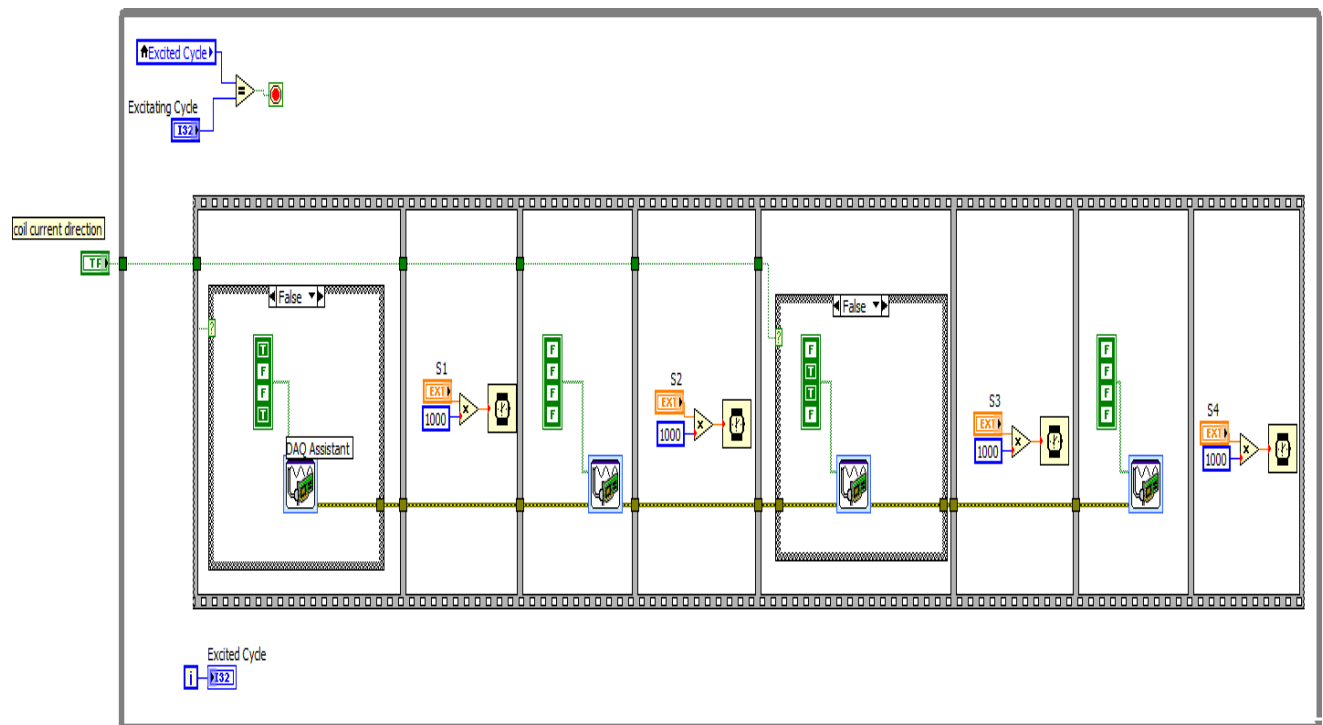 Excited Cycle
=
Excitating Cycle
I32
coil current direction
TF
False
?
T
F
F
T
DAQ Assistant
S1
EXT
1000
x
F
F
F
F
S2
EXT
1000
x
False
?
F
T
T
F
S3
EXT
1000
x
F
F
F
F
S4
EXT
1000
x
Excited Cycle
i
I32